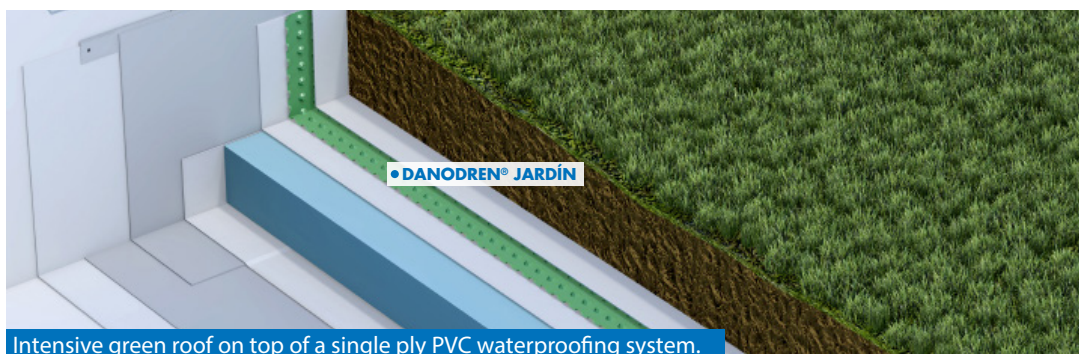 • DANODREN® JARDÍN
Intensive green roof on top of a single ply PVC waterproofing system.